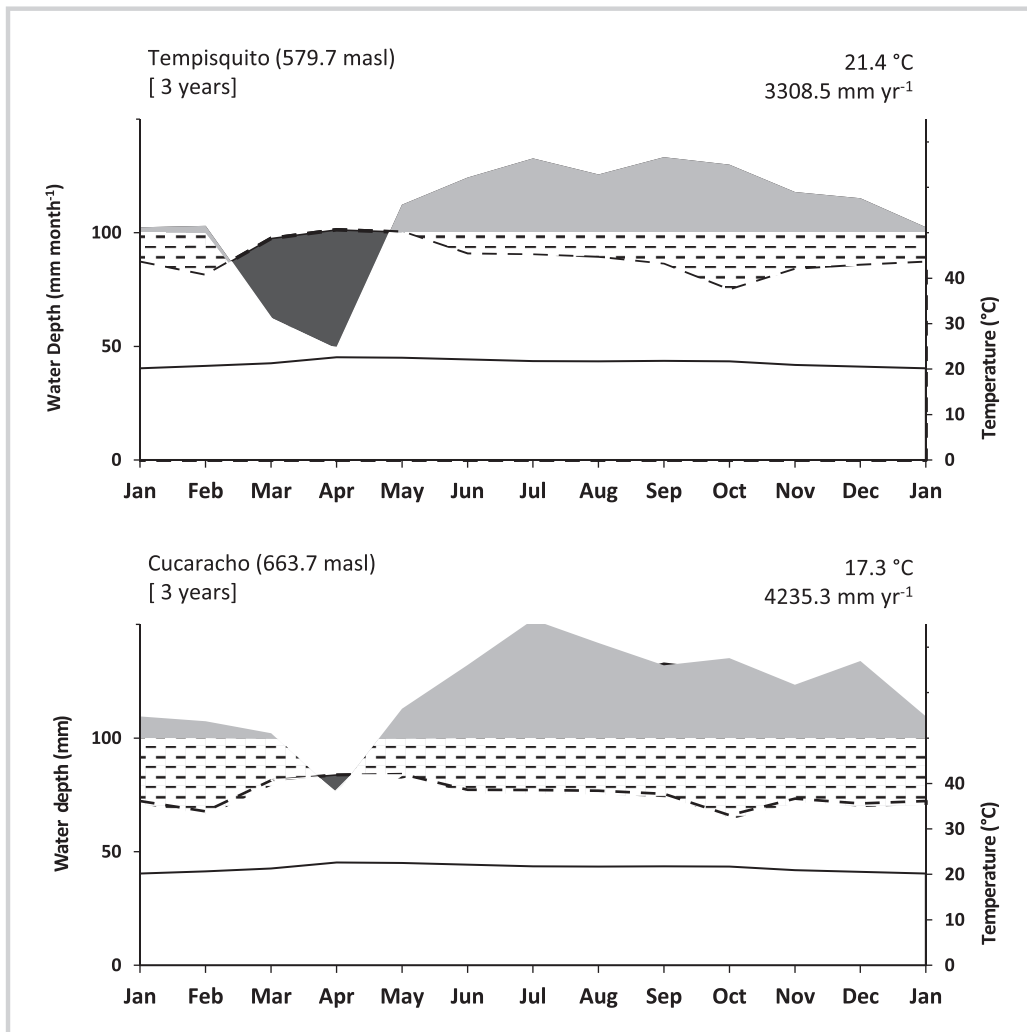 Tempisquito (579.7 masl)
[ 3 years]
21.4 °C
3308.5 mm yr-1
Water Depth (mm month-1)
100
50
0
40
30
20
10
0
Temperature (°C)
Jan Feb Mar Apr May Jun Jul Aug Sep Oct Nov Dec Jan
Cucaracho (663.7 masl)
[ 3 years]
17.3 °C
4235.3 mm yr-1
Water depth (mm)
100
50
0
40
30
20
10
0
Temperature (°C)
Jan Feb Mar Apr May Jun Jul Aug Sep Oct Nov Dec Jan